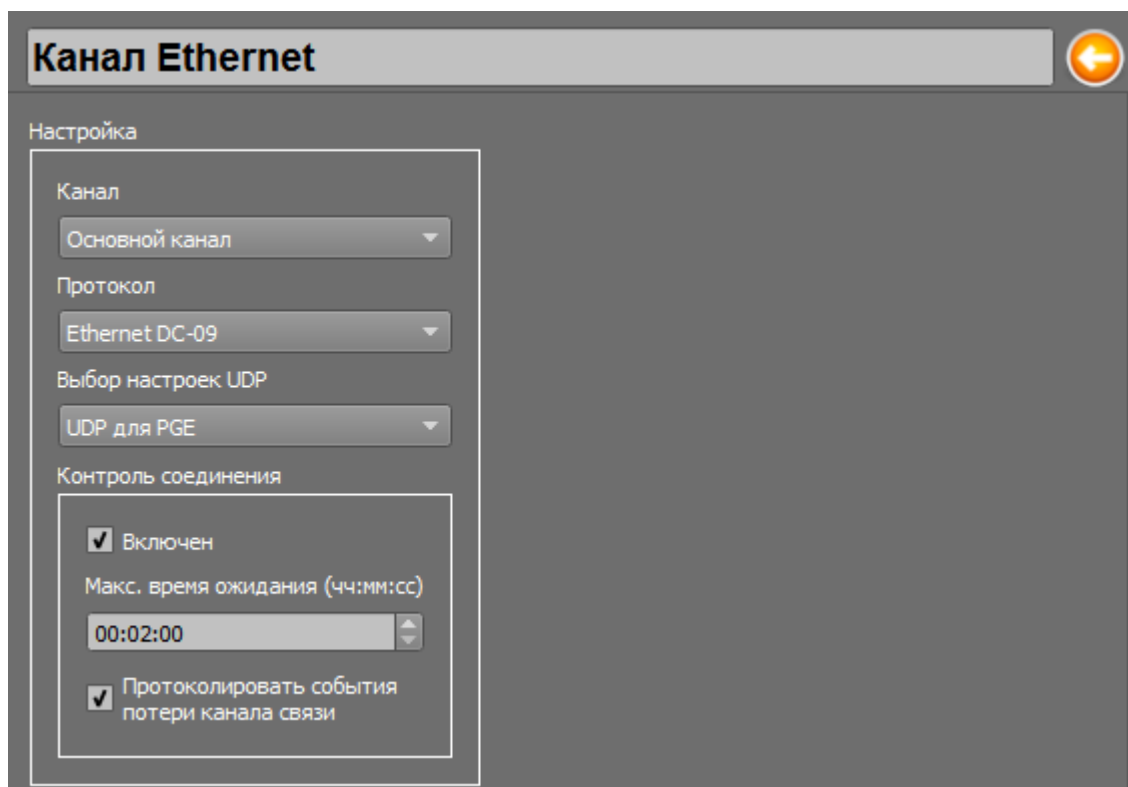 Канал Ethernet
Настройка
Канал
Основной канал
Протокол
Ethernet DC-09
Выбор настроек UDP
UDP для PGE
Контроль соединения
Включен
Макс. время ожидания (чч:мм:сс)
00:02:00
Протоколировать события
потери канала связи